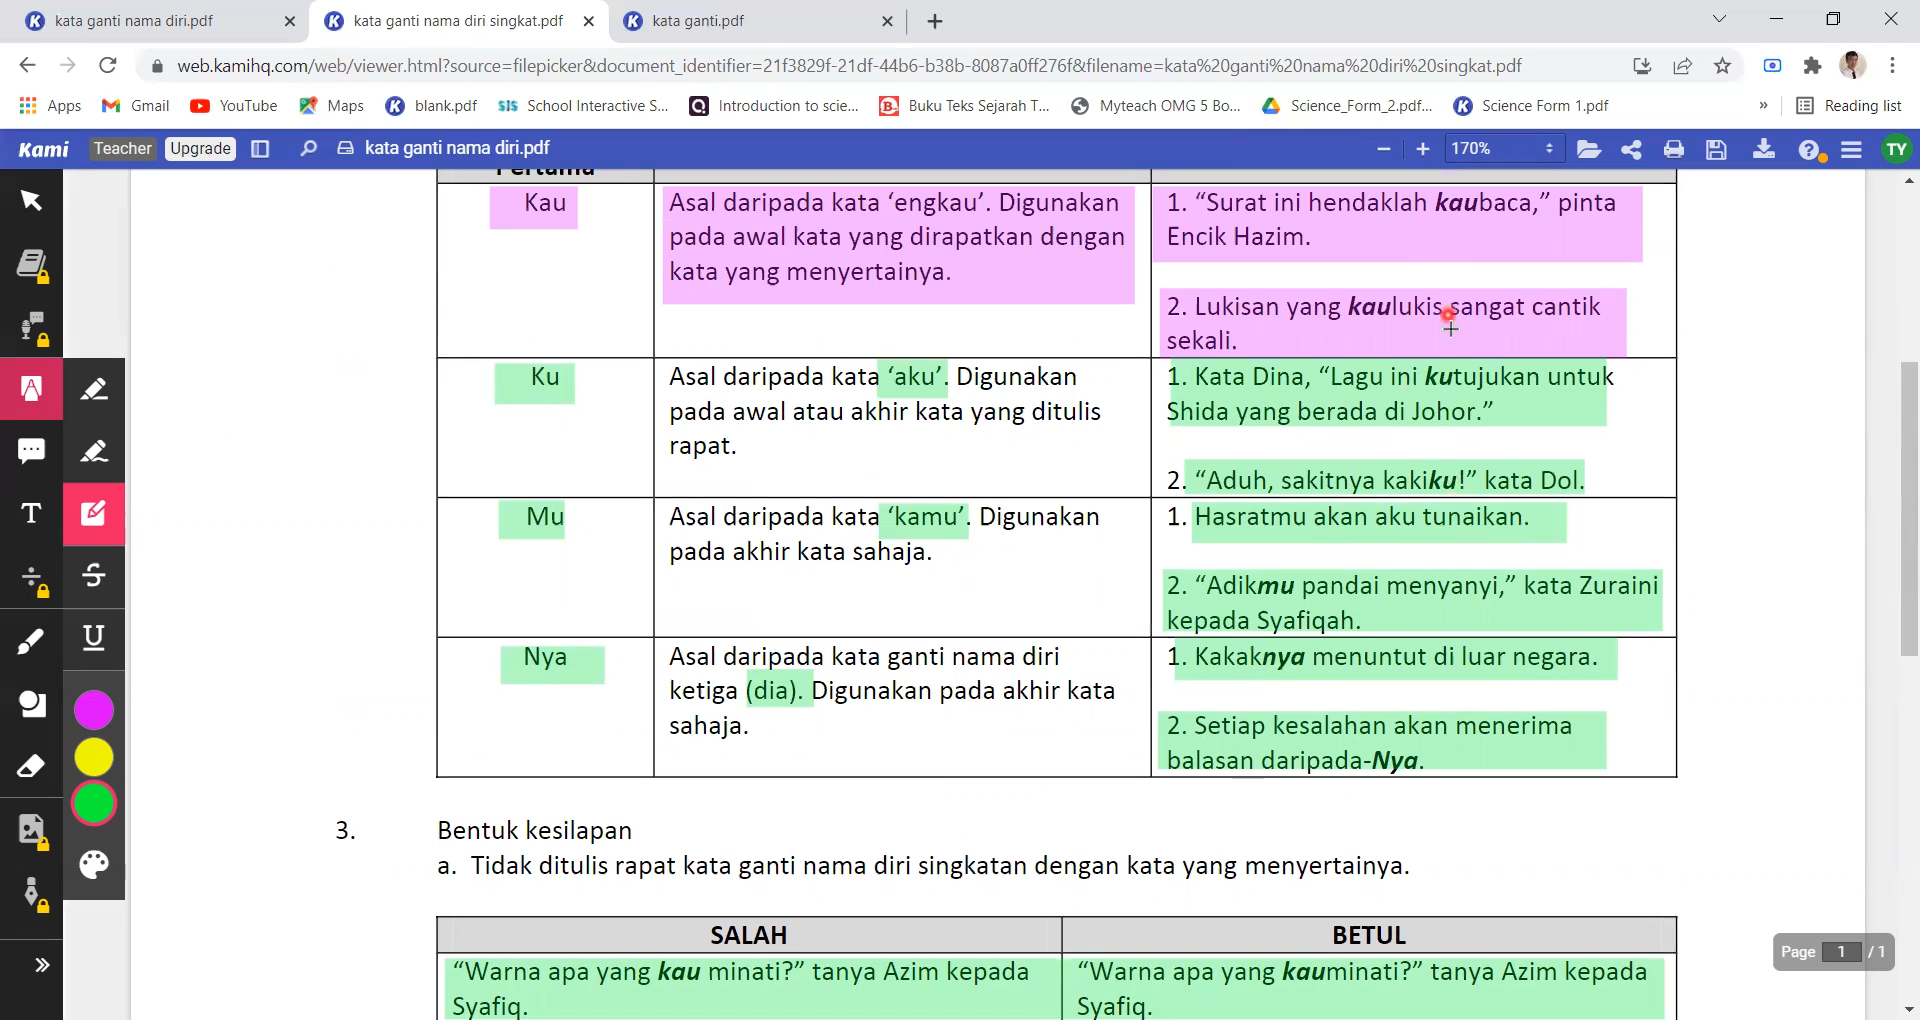 kata ganti nama diri.pdf
kata ganti nama diri singkat.pdf
kata ganti.pdf
web.kamihq.com/web/viewer.html?source=filepicker&document_identifier=21f3829f-21df-44b6-b38b-8087a0ff276f&filename=kata%20ganti%20nama%20diri%20singkat.pdf
Apps
Gmail
YouTube
Maps
blank.pdf
SIS School Interactive S...
Introduction to scie...
Buku Teks Sejarah T...
Myteach OMG 5 Bo...
Science_Form_2.pdf...
Science Form 1.pdf
»
Reading list
Kami
Teacher
Upgrade
kata ganti nama diri.pdf
170%
TY
Pertama
Kau
Asal daripada kata ‘engkau’. Digunakan
pada awal kata yang dirapatkan dengan
kata yang menyertainya.
1. “Surat ini hendaklah kaubaca,” pinta
Encik Hazim.
2. Lukisan yang kaulukis sangat cantik
sekali.
Ku
Asal daripada kata ‘aku’. Digunakan
pada awal atau akhir kata yang ditulis
rapat.
1. Kata Dina, “Lagu ini kutujukan untuk
Shida yang berada di Johor.”
2. “Aduh, sakitnya kakiku!” kata Dol.
Mu
Asal daripada kata ‘kamu’. Digunakan
pada akhir kata sahaja.
1. Hasratmu akan aku tunaikan.
2. “Adikmu pandai menyanyi,” kata Zuraini
kepada Syafiqah.
Nya
Asal daripada kata ganti nama diri
ketiga (dia). Digunakan pada akhir kata
sahaja.
1. Kakaknya menuntut di luar negara.
2. Setiap kesalahan akan menerima
balasan daripada-Nya.
3. Bentuk kesilapan
a. Tidak ditulis rapat kata ganti nama diri singkatan dengan kata yang menyertainya.
SALAH
BETUL
“Warna apa yang kau minati?” tanya Azim kepada
Syafiq.
“Warna apa yang kauminati?” tanya Azim kepada
Syafiq.
Page 1 / 1